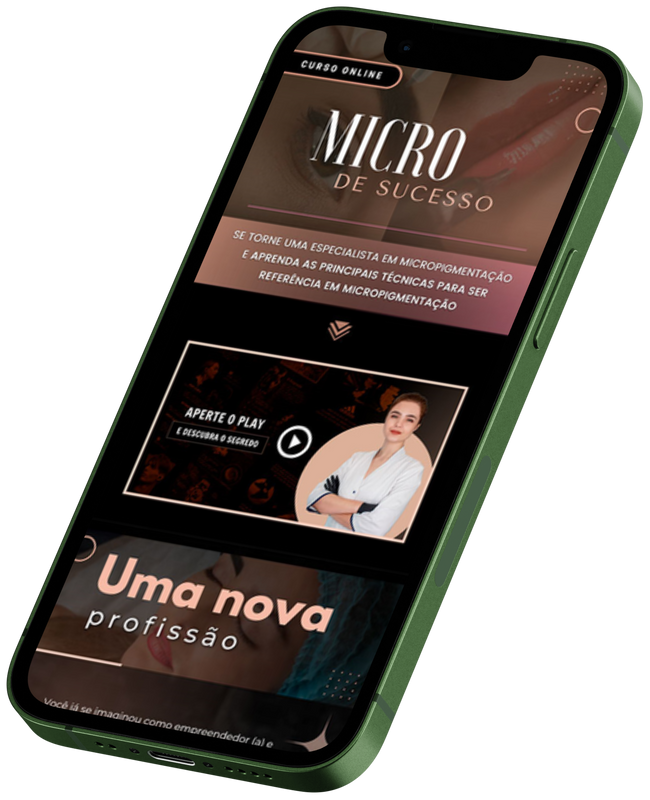 CURSO ONLINE
MICRO
DE SUCESSO
SE TORNE UMA ESPECIALISTA EM MICROPIGMENTAÇÃO
E APRENDA AS PRINCIPAIS TÉCNICAS PARA SER
REFERÊNCIA EM MICROPIGMENTAÇÃO
APERTE O PLAY
E DESCUBRA O SEGREDO
Uma nova
profissão
Você já se imaginou como empreendedor (a) e